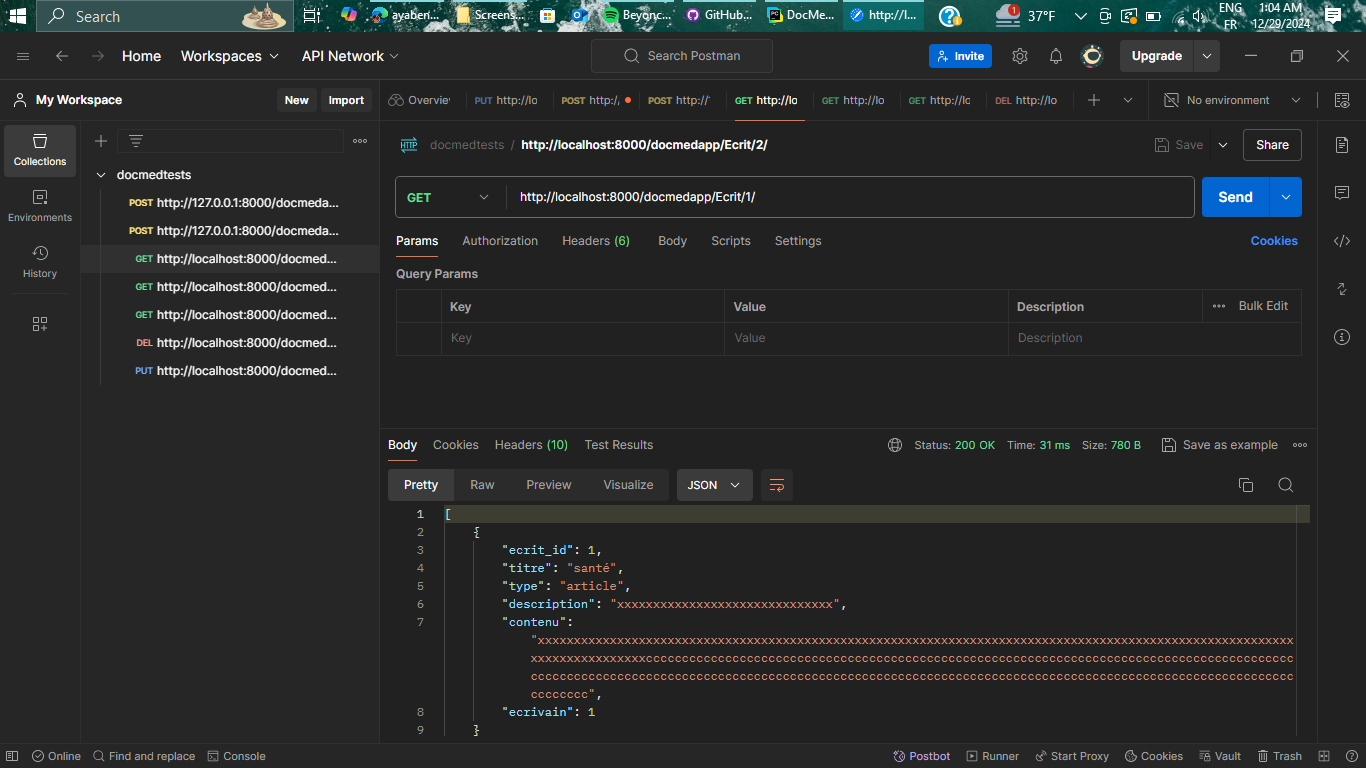 Search
ayaben...
Screens...
Beyonc...
GitHub...
DocMe...
http://l...
1
37°F
ENG
FR
1:04 AM
12/29/2024
Home
Workspaces
API Network
Search Postman
Invite
Upgrade
My Workspace
New
Import
Overvie
PUT http://lo
POST http:/,
POST http://'
GET http://lo
GET http://lo
GET http://lo
DEL http://lo
No environment
Collections
Environments
History
docmedtests
POST http://127.0.0.1:8000/docmeda...
POST http://127.0.0.1:8000/docmeda...
GET http://localhost:8000/docmed...
GET http://localhost:8000/docmed...
GET http://localhost:8000/docmed...
DEL http://localhost:8000/docmed...
PUT http://localhost:8000/docmed...
HTTP docmedtests / http://localhost:8000/docmedapp/Ecrit/2/
Save
Share
GET
http://localhost:8000/docmedapp/Ecrit/1/
Send
Params
Authorization
Headers (6)
Body
Scripts
Settings
Cookies
Query Params
Key
Value
Description
Bulk Edit
Key
Value
Description
Body
Cookies
Headers (10)
Test Results
Status: 200 OK
Time: 31 ms
Size: 780 B
Save as example
Pretty
Raw
Preview
Visualize
JSON
1 [
2 {
3 "ecrit_id": 1,
4 "titre": "santé",
5 "type": "article",
6 "description": "xxxxxxxxxxxxxxxxxxxxxxxxxxxxxx",
7 "contenu":
8 "ecrivain": 1
9 }
Online
Find and replace
Console
Postbot
Runner
Start Proxy
Cookies
Vault
Trash